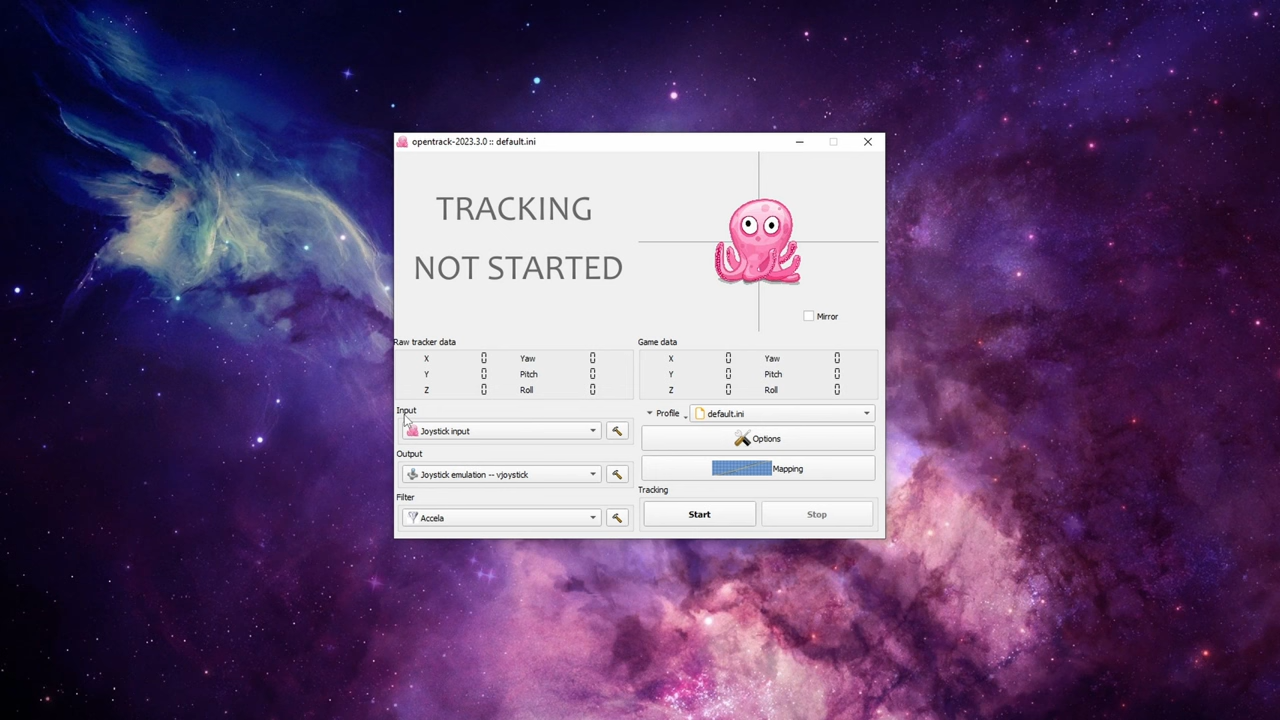 opentrack-2023.3.0 :: default.ini
TRACKING
NOT STARTED
Mirror
Raw tracker data
X 0 Yaw 0
Y 0 Pitch 0
Z 0 Roll 0
Game data
X 0 Yaw 0
Y 0 Pitch 0
Z 0 Roll 0
Input
Joystick input
Output
Joystick emulation -- vjoystick
Filter
Accela
Profile default.ini
Options
Mapping
Tracking
Start Stop